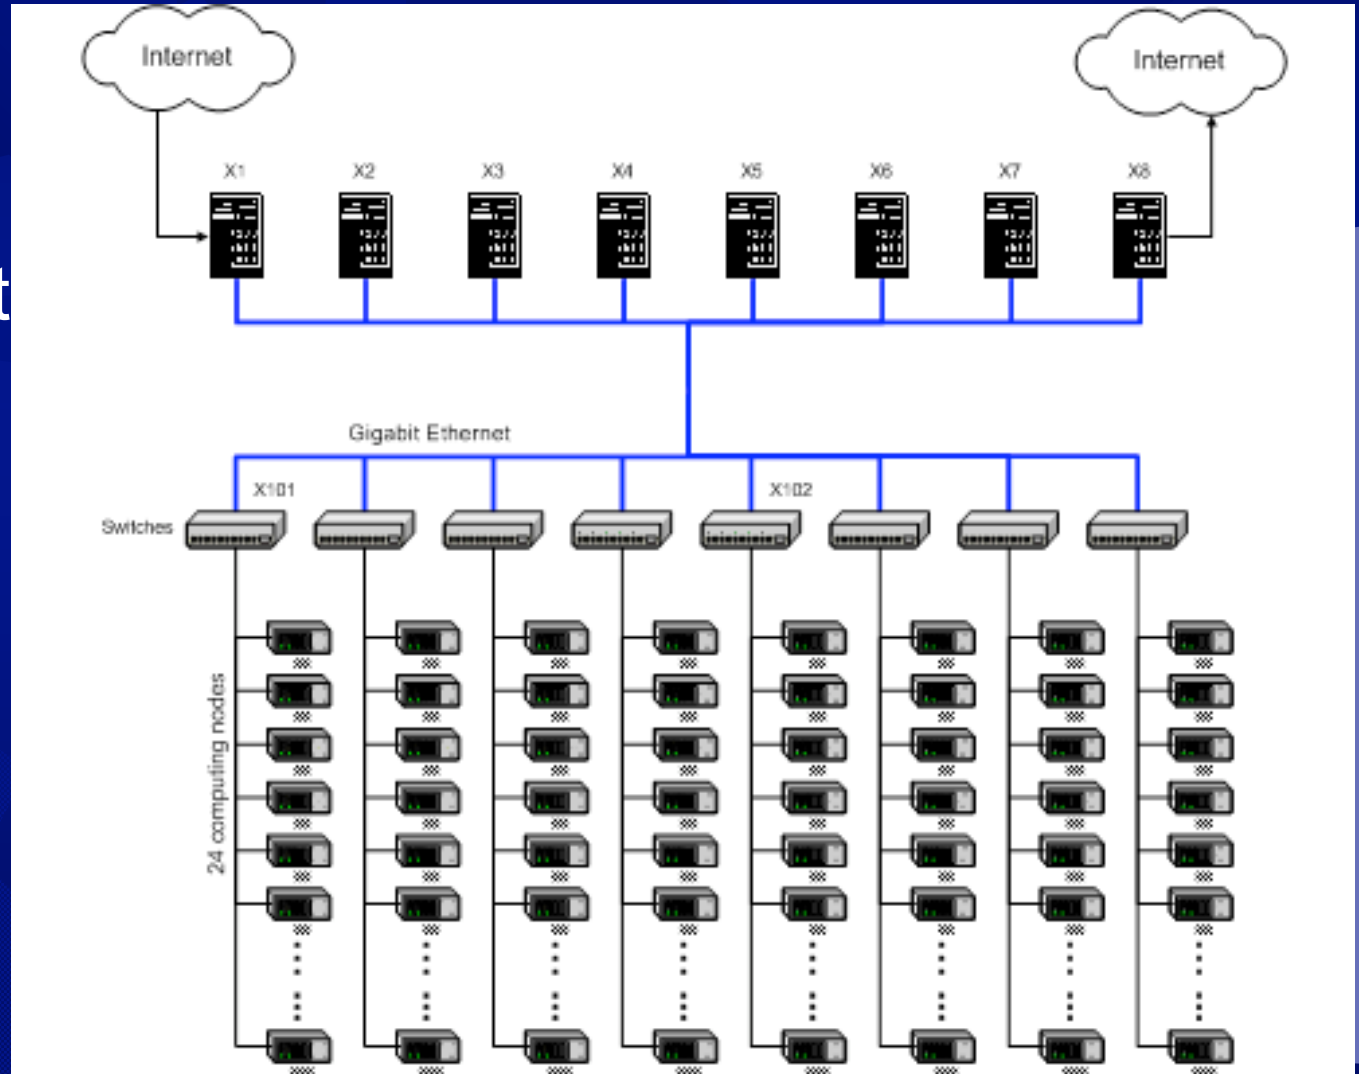 Internet
Internet
X1 X2 X3 X4 X5 X6 X7 X8
t
Gigabit Ethernet
X101 X102
Switches
24 computing nodes